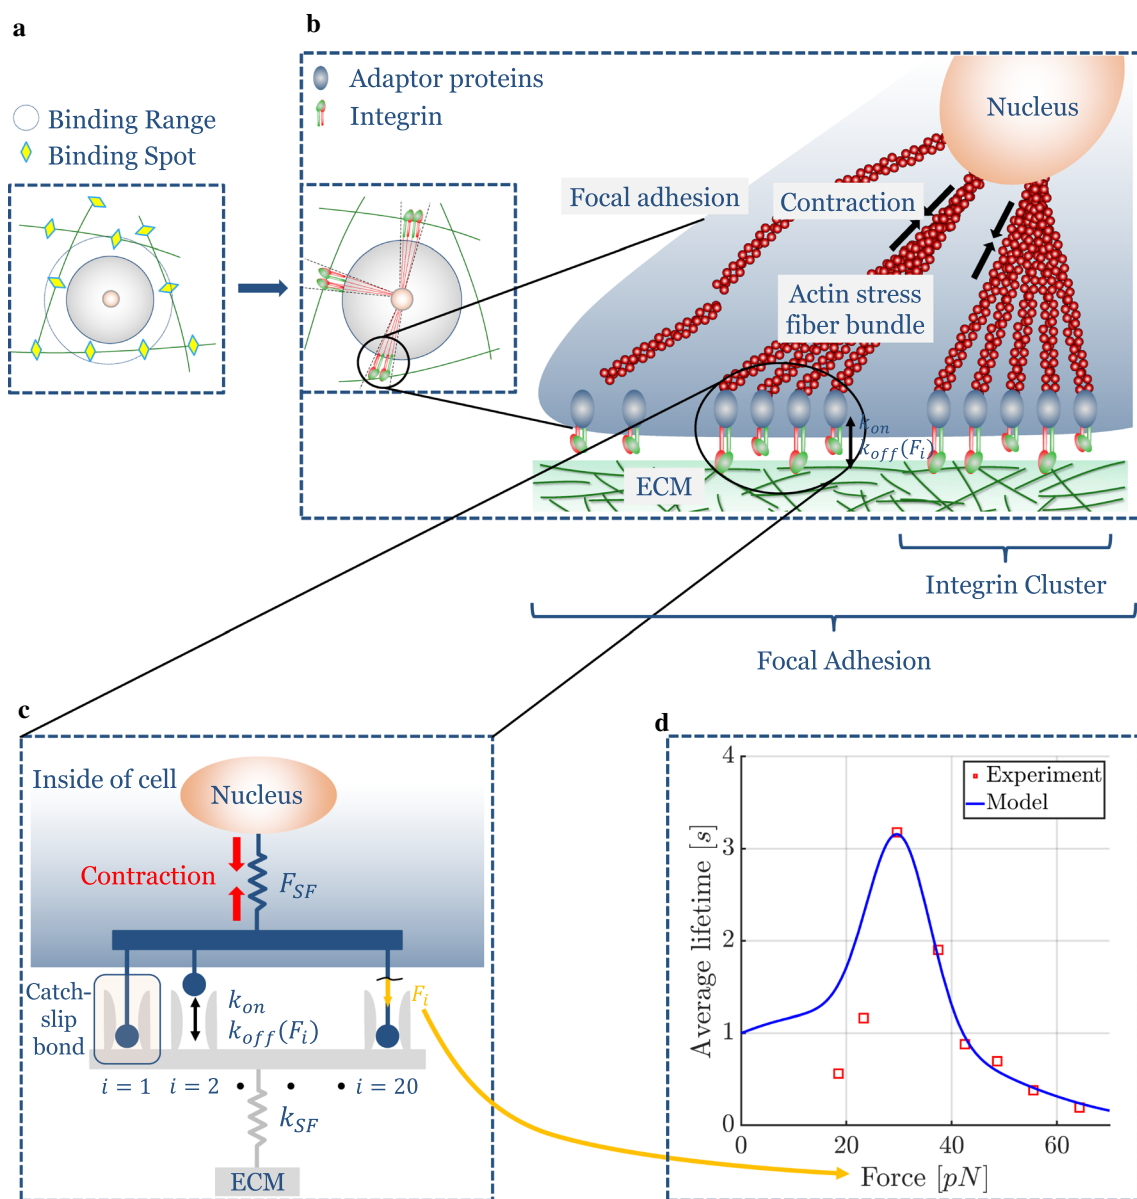 a
Binding Range
Binding Spot
b
Adaptor proteins
Integrin
Nucleus
Focal adhesion
Contraction
Actin stress
fiber bundle
k_on
k_off(F_i)
ECM
Integrin Cluster
Focal Adhesion
c
Inside of cell
Nucleus
Contraction
F_SF
Catch-
slip
bond
k_on
k_off(F_i)
F_i
i = 1
i = 2
i = 20
k_SF
ECM
d
Experiment
Model
Average lifetime [s]
4
3
2
1
0
0
20
40
60
Force [pN]